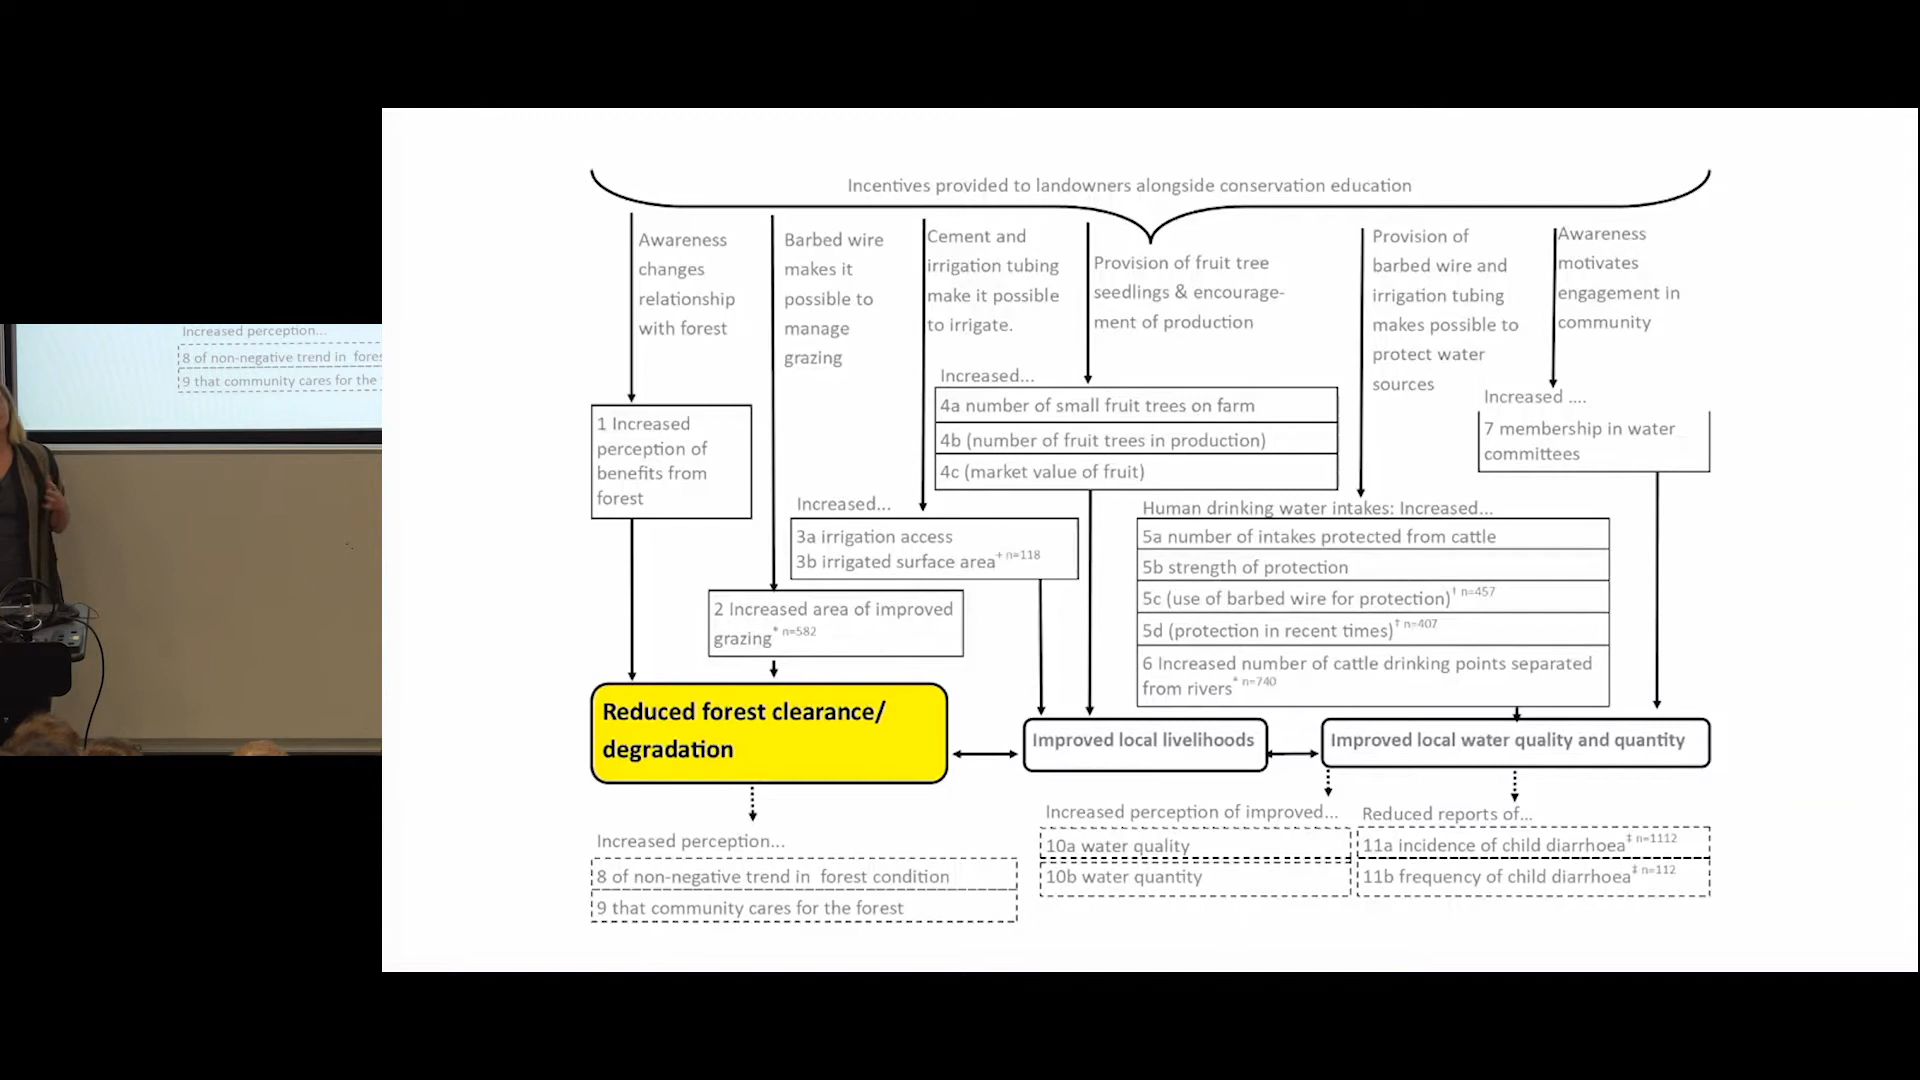 Incentives provided to landowners alongside conservation education
Awareness
changes
relationship
with forest
Barbed wire
makes it
possible to
manage
grazing
Cement and
irrigation tubing
make it possible
to irrigate.
Provision of fruit tree
seedlings & encourage-
ment of production
Provision of
barbed wire and
irrigation tubing
makes possible to
protect water
sources
Awareness
motivates
engagement in
community
Increased...
4a number of small fruit trees on farm
4b (number of fruit trees in production)
4c (market value of fruit)
Increased ....
7 membership in water
committees
1 Increased
perception of
benefits from
forest
Increased...
3a irrigation access
3b irrigated surface area+ n=118
Human drinking water intakes: Increased...
5a number of intakes protected from cattle
5b strength of protection
5c (use of barbed wire for protection)† n=457
5d (protection in recent times)† n=407
6 Increased number of cattle drinking points separated
from rivers* n=740
2 Increased area of improved
grazing* n=582
Reduced forest clearance/
degradation
Improved local livelihoods
Improved local water quality and quantity
Increased perception...
8 of non-negative trend in forest condition
9 that community cares for the forest
Increased perception of improved...
10a water quality
10b water quantity
Reduced reports of...
11a incidence of child diarrhoea‡ n=1112
11b frequency of child diarrhoea‡ n=112
Increased perception...
8 of non-negative trend in fores
9 that community cares for the